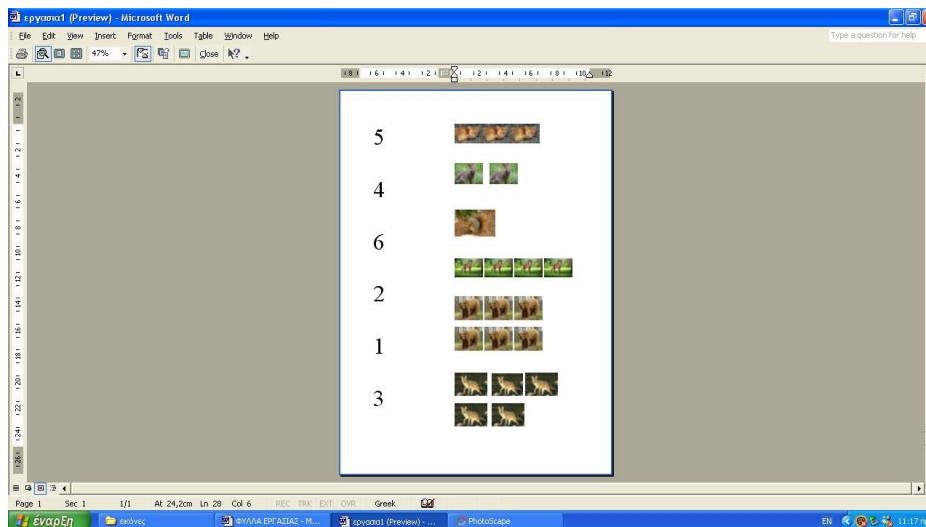 εργασια1 (Preview) - Microsoft Word
File Edit View Insert Format Tools Table Window Help
Type a question for help
47%
Close
5
4
6
2
1
3
Page 1 Sec 1 1/1 At 24,2cm Ln 28 Col 6 REC TRK EXT OVR Greek
έναρξη
εικόνες
ΦΥΛΛΑ ΕΡΓΑΣΙΑΣ - Μ...
εργασια1 (Preview) - ...
PhotoScape
EN